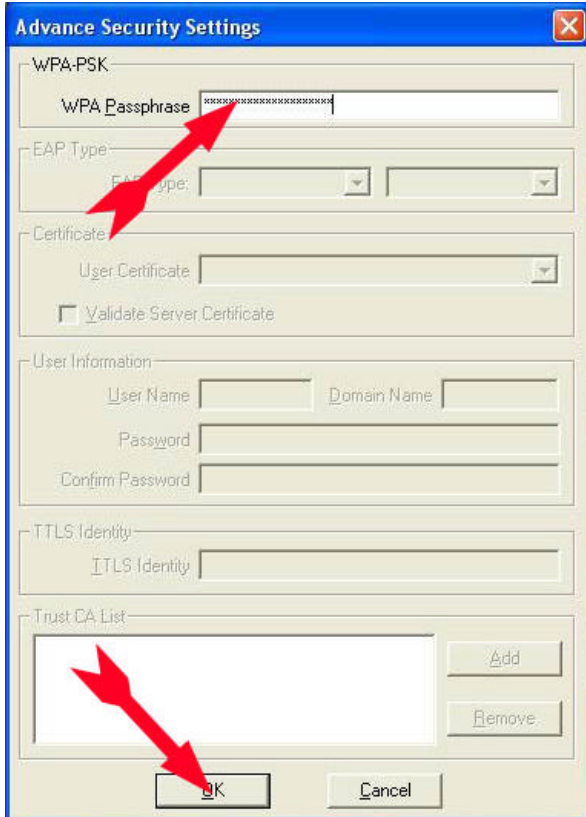 Advance Security Settings
WPA-PSK
WPA Passphrase xxxxxxxxxxxxxxxxxxxxx
EAP Type
EAP Type:
Certificate
User Certificate
Validate Server Certificate
User Information
User Name Domain Name
Password
Confirm Password
TTLS Identity
TTLS Identity
Trust CA List
Add
Remove
OK Cancel